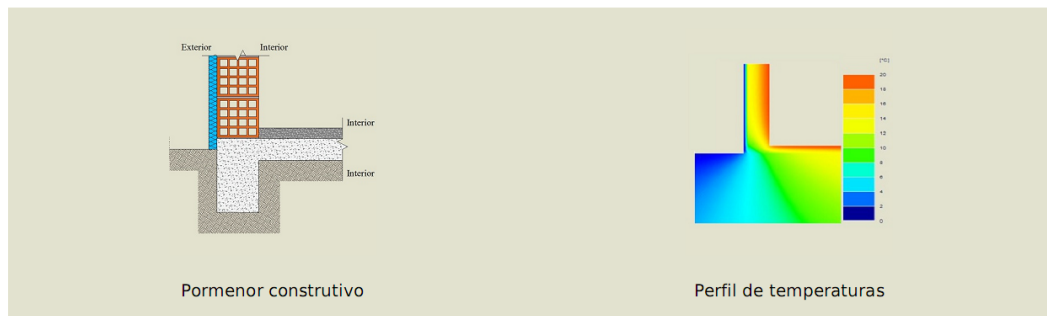 Exterior
Interior
Interior
Interior
[°C]
20
18
16
14
12
10
8
6
4
2
0
Pormenor construtivo
Perfil de temperaturas